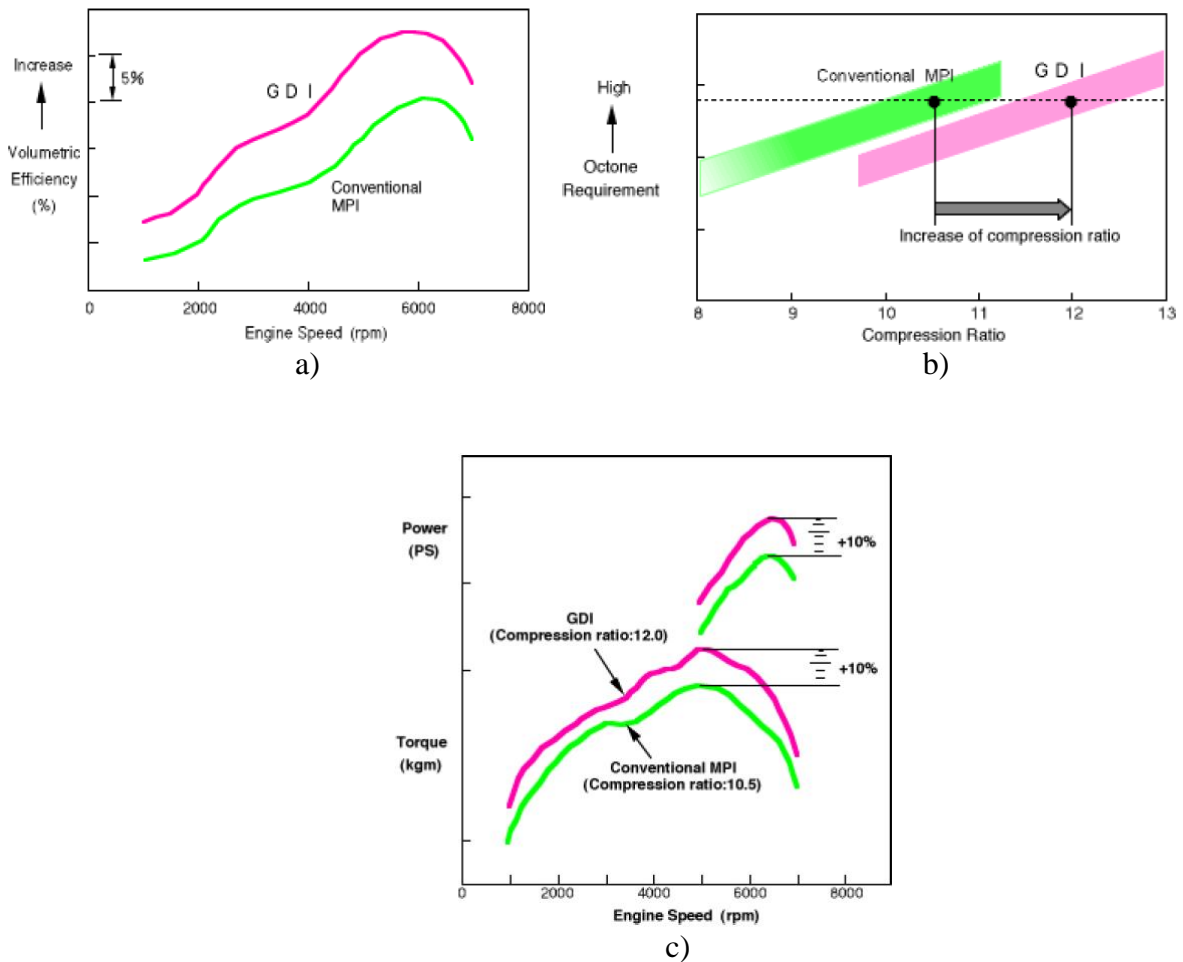 Increase
5%
G D I
Volumetric
Efficiency
(%)
Conventional
MPI
0
2000
4000
6000
8000
Engine Speed (rpm)
a)
Conventional MPI
G D I
High
Octone
Requirement
Increase of compression ratio
8
9
10
11
12
13
Compression Ratio
b)
Power
(PS)
+10%
GDI
(Compression ratio:12.0)
+10%
Torque
(kgm)
Conventional MPI
(Compression ratio:10.5)
0
2000
4000
6000
8000
Engine Speed (rpm)
c)